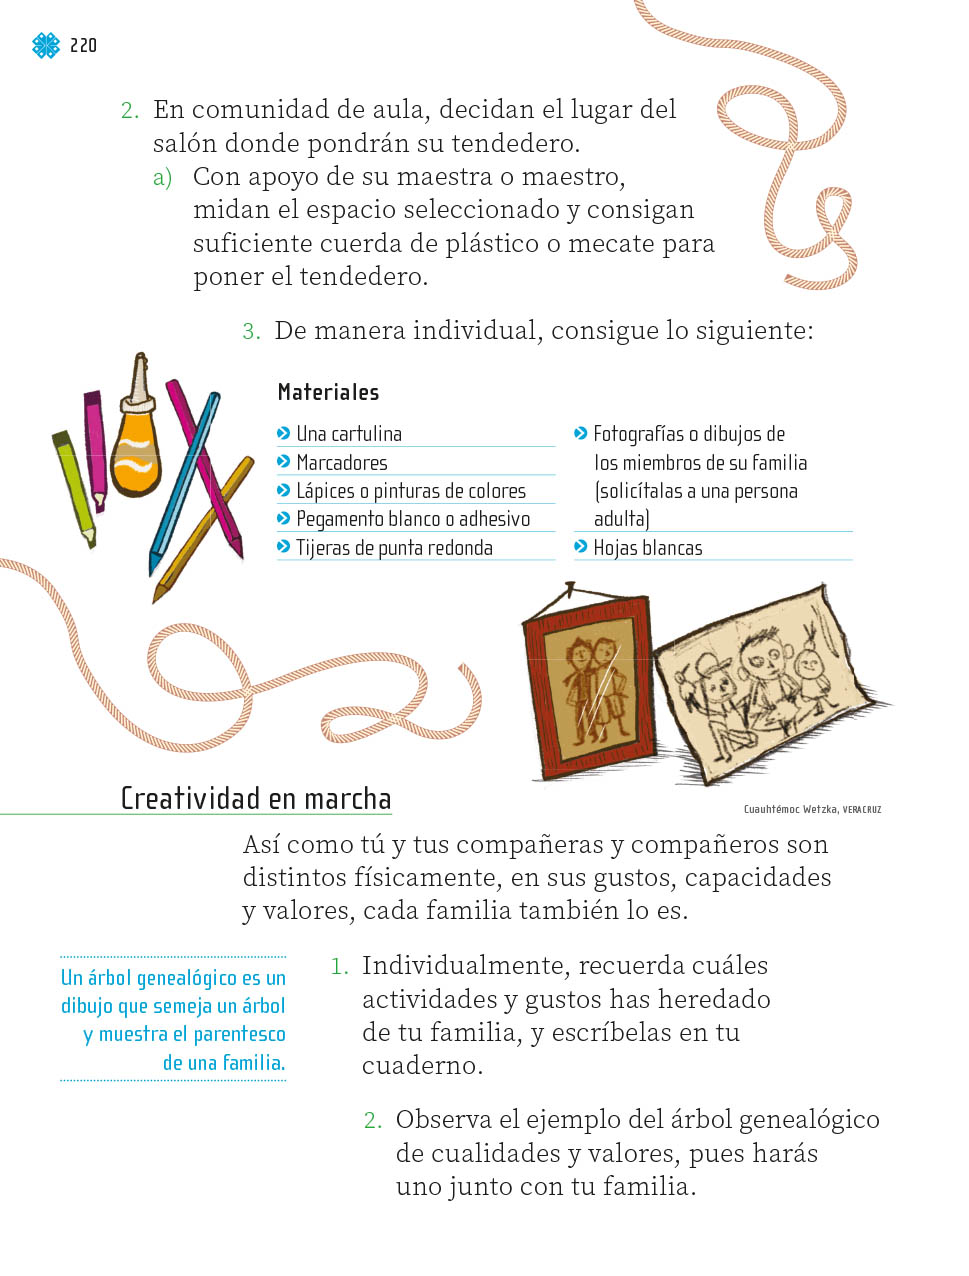 220
2. En comunidad de aula, decidan el lugar del
salón donde pondrán su tendedero.
a) Con apoyo de su maestra o maestro,
midan el espacio seleccionado y consigan
suficiente cuerda de plástico o mecate para
poner el tendedero.
3. De manera individual, consigue lo siguiente:
Materiales
Una cartulina
Marcadores
Lápices o pinturas de colores
Pegamento blanco o adhesivo
Tijeras de punta redonda
Fotografías o dibujos de
los miembros de su familia
(solicítalas a una persona
adulta)
Hojas blancas
Cuauhtémoc Wetzka, VERACRUZ
Creatividad en marcha
Así como tú y tus compañeras y compañeros son
distintos físicamente, en sus gustos, capacidades
y valores, cada familia también lo es.
Un árbol genealógico es un
dibujo que semeja un árbol
y muestra el parentesco
de una familia.
1. Individualmente, recuerda cuáles
actividades y gustos has heredado
de tu familia, y escríbelas en tu
cuaderno.
2. Observa el ejemplo del árbol genealógico
de cualidades y valores, pues harás
uno junto con tu familia.